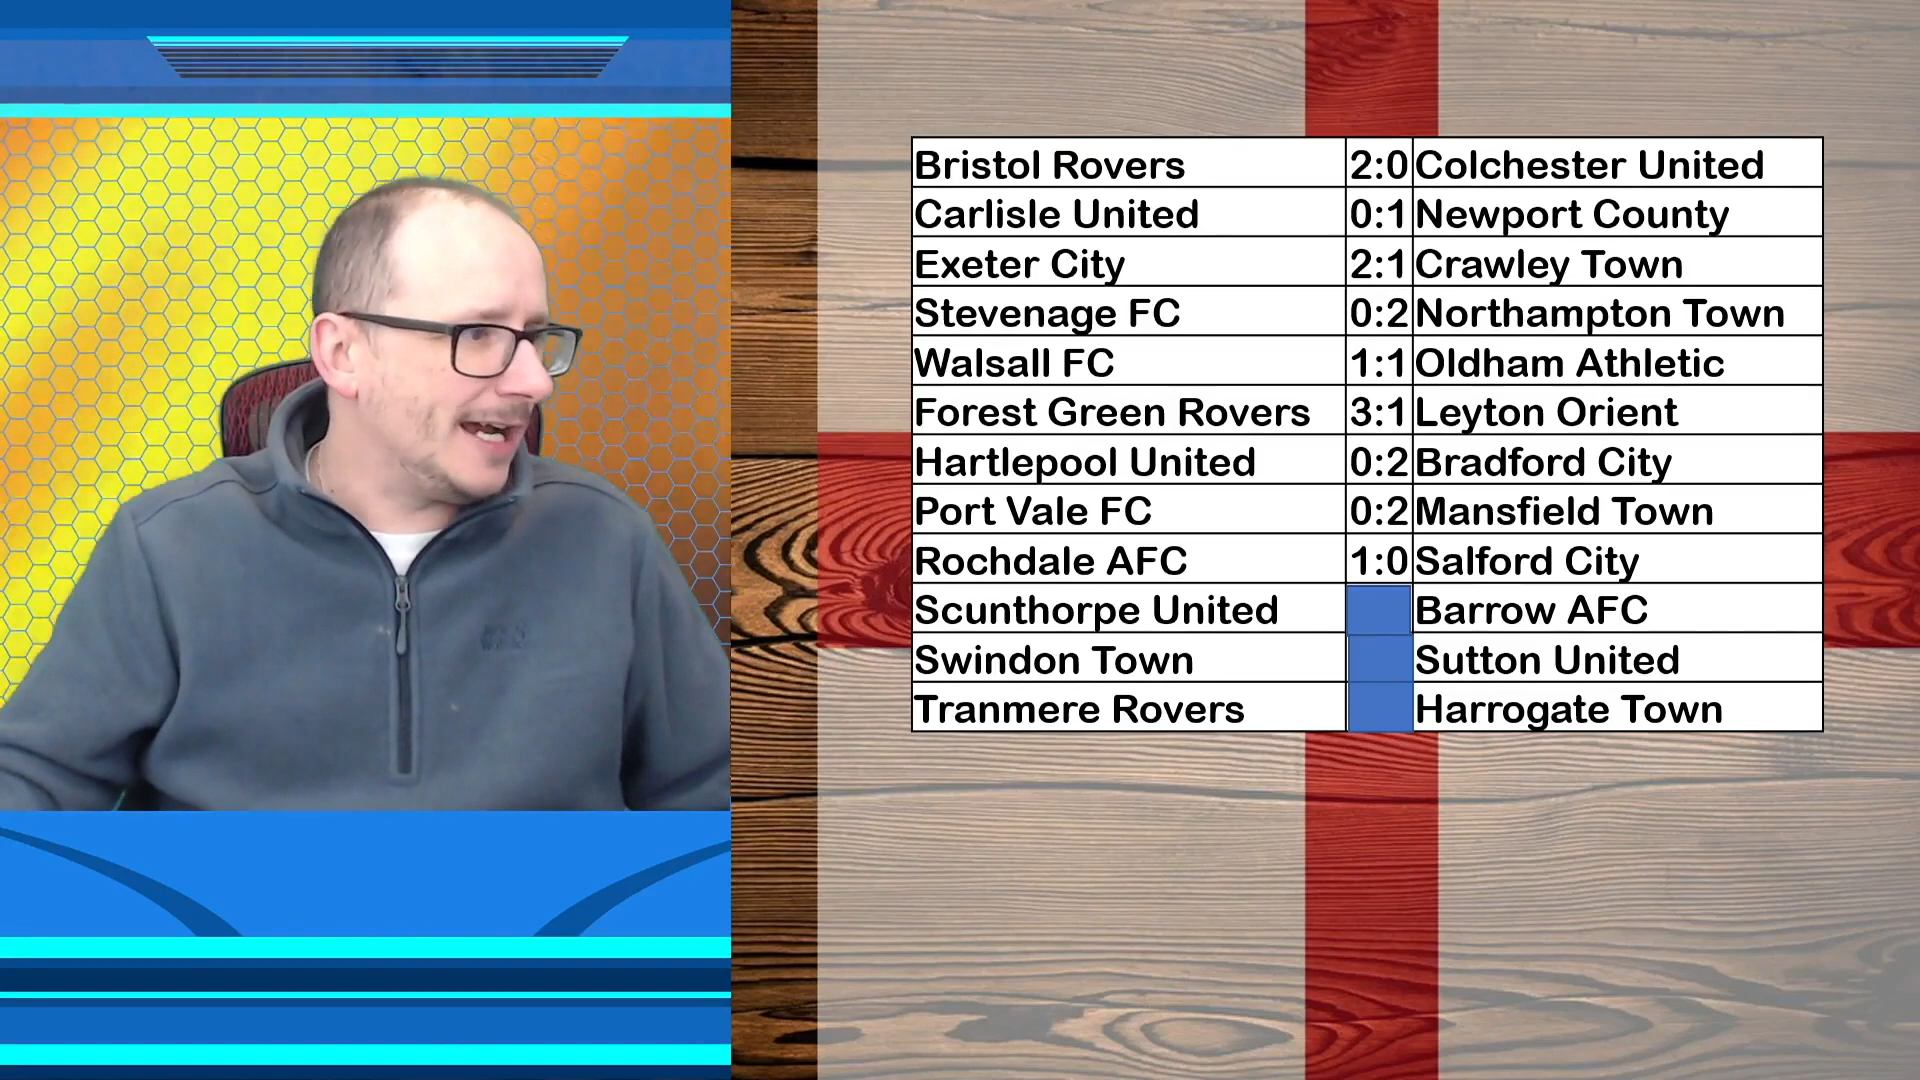 Bristol Rovers 2:0 Colchester United
Carlisle United 0:1 Newport County
Exeter City 2:1 Crawley Town
Stevenage FC 0:2 Northampton Town
Walsall FC 1:1 Oldham Athletic
Forest Green Rovers 3:1 Leyton Orient
Hartlepool United 0:2 Bradford City
Port Vale FC 0:2 Mansfield Town
Rochdale AFC 1:0 Salford City
Scunthorpe United Barrow AFC
Swindon Town Sutton United
Tranmere Rovers Harrogate Town